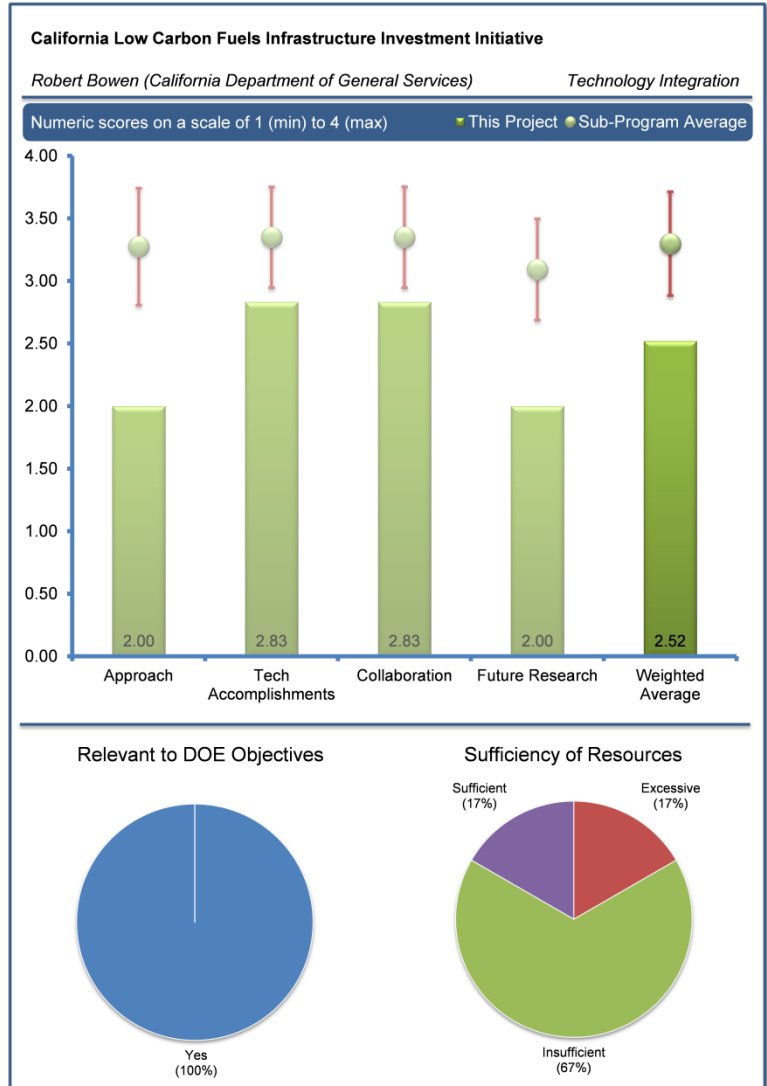 California Low Carbon Fuels Infrastructure Investment Initiative
Robert Bowen (California Department of General Services) Technology Integration
Numeric scores on a scale of 1 (min) to 4 (max) This Project Sub-Program Average
4.00
3.50
3.00
2.50
2.00
1.50
1.00
0.50
0.00
2.00 2.83 2.83 2.00 2.52
Approach
Tech
Accomplishments
Collaboration
Future Research
Weighted
Average
Relevant to DOE Objectives
Yes
(100%)
Sufficiency of Resources
Sufficient
(17%)
Excessive
(17%)
Insufficient
(67%)